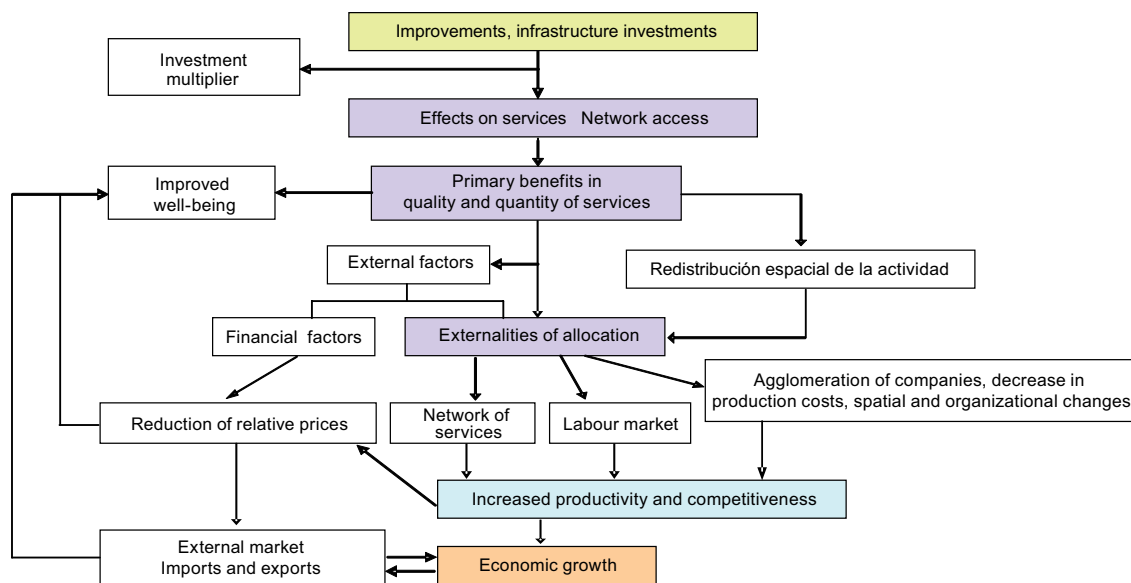 Improvements, infrastructure investments
Investment
multiplier
Effects on services Network access
Improved
well-being
Primary benefits in
quality and quantity of services
External factors
Redistribución espacial de la actividad
Financial factors
Externalities of allocation
Agglomeration of companies, decrease in
production costs, spatial and organizational changes
Reduction of relative prices
Network of
services
Labour market
Increased productivity and competitiveness
External market
Imports and exports
Economic growth